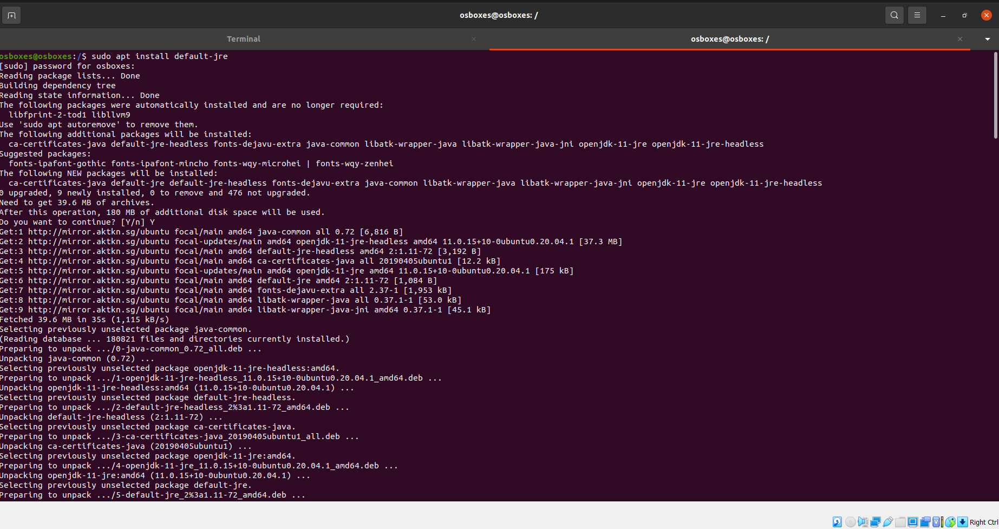 osboxes@osboxes: /
Terminal
osboxes@osboxes: /
osboxes@osboxes:/$ sudo apt install default-jre
[sudo] password for osboxes:
Reading package lists... Done
Building dependency tree
Reading state information... Done
The following packages were automatically installed and are no longer required:
  libfprint-2-tod1 libllvm9
Use 'sudo apt autoremove' to remove them.
The following additional packages will be installed:
  ca-certificates-java default-jre-headless fonts-dejavu-extra java-common libatk-wrapper-java libatk-wrapper-java-jni openjdk-11-jre openjdk-11-jre-headless
Suggested packages:
  fonts-ipafont-gothic fonts-ipafont-mincho fonts-wqy-microhei | fonts-wqy-zenhei
The following NEW packages will be installed:
  ca-certificates-java default-jre default-jre-headless fonts-dejavu-extra java-common libatk-wrapper-java libatk-wrapper-java-jni openjdk-11-jre openjdk-11-jre-headless
0 upgraded, 9 newly installed, 0 to remove and 476 not upgraded.
Need to get 39.6 MB of archives.
After this operation, 180 MB of additional disk space will be used.
Do you want to continue? [Y/n] Y
Get:1 http://mirror.aktkn.sg/ubuntu focal/main amd64 java-common all 0.72 [6,816 B]
Get:2 http://mirror.aktkn.sg/ubuntu focal-updates/main amd64 openjdk-11-jre-headless amd64 11.0.15+10-0ubuntu0.20.04.1 [37.3 MB]
Get:3 http://mirror.aktkn.sg/ubuntu focal/main amd64 default-jre-headless amd64 2:1.11-72 [3,192 B]
Get:4 http://mirror.aktkn.sg/ubuntu focal/main amd64 ca-certificates-java all 20190405ubuntu1 [12.2 kB]
Get:5 http://mirror.aktkn.sg/ubuntu focal-updates/main amd64 openjdk-11-jre amd64 11.0.15+10-0ubuntu0.20.04.1 [175 kB]
Get:6 http://mirror.aktkn.sg/ubuntu focal/main amd64 default-jre amd64 2:1.11-72 [1,084 B]
Get:7 http://mirror.aktkn.sg/ubuntu focal/main amd64 fonts-dejavu-extra all 2.37-1 [1,953 kB]
Get:8 http://mirror.aktkn.sg/ubuntu focal/main amd64 libatk-wrapper-java all 0.37.1-1 [53.0 kB]
Get:9 http://mirror.aktkn.sg/ubuntu focal/main amd64 libatk-wrapper-java-jni amd64 0.37.1-1 [45.1 kB]
Fetched 39.6 MB in 35s (1,115 kB/s)
Selecting previously unselected package java-common.
(Reading database ... 180821 files and directories currently installed.)
Preparing to unpack .../0-java-common_0.72_all.deb ...
Unpacking java-common (0.72) ...
Selecting previously unselected package openjdk-11-jre-headless:amd64.
Preparing to unpack .../1-openjdk-11-jre-headless_11.0.15+10-0ubuntu0.20.04.1_amd64.deb ...
Unpacking openjdk-11-jre-headless:amd64 (11.0.15+10-0ubuntu0.20.04.1) ...
Selecting previously unselected package default-jre-headless.
Preparing to unpack .../2-default-jre-headless_2%3a1.11-72_amd64.deb ...
Unpacking default-jre-headless (2:1.11-72) ...
Selecting previously unselected package ca-certificates-java.
Preparing to unpack .../3-ca-certificates-java_20190405ubuntu1_all.deb ...
Unpacking ca-certificates-java (20190405ubuntu1) ...
Selecting previously unselected package openjdk-11-jre:amd64.
Preparing to unpack .../4-openjdk-11-jre_11.0.15+10-0ubuntu0.20.04.1_amd64.deb ...
Unpacking openjdk-11-jre:amd64 (11.0.15+10-0ubuntu0.20.04.1) ...
Selecting previously unselected package default-jre.
Preparing to unpack .../5-default-jre_2%3a1.11-72_amd64.deb ...
Right Ctrl